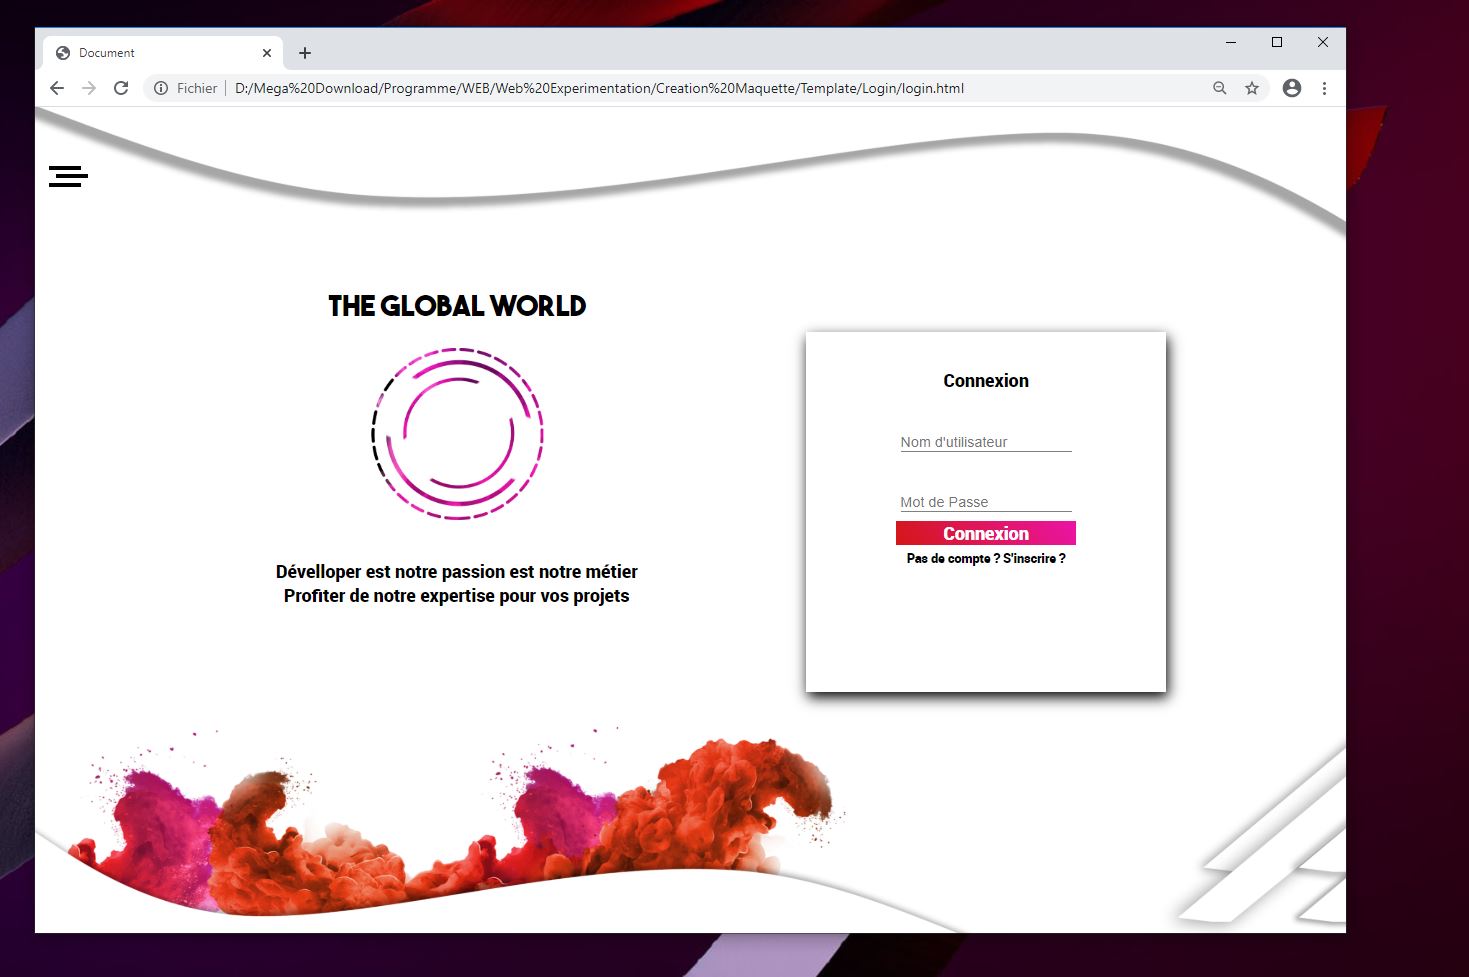 Document
Fichier
D:/Mega%20Download/Programme/WEB/Web%20Experimentation/Creation%20Maquette/Template/Login/login.html
THE GLOBAL WORLD
Dévelloper est notre passion est notre métier
Profiter de notre expertise pour vos projets
Connexion
Nom d'utilisateur
Mot de Passe
Connexion
Pas de compte ? S'inscrire ?